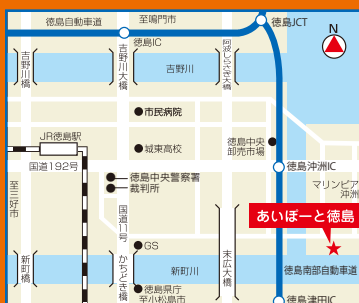 徳島自動車道
至鳴門市
徳島JCT
N
徳島IC
吉野川橋
吉野川大橋
吉野川
阿波しらさぎ大橋
市民病院
JR徳島駅
城東高校
徳島中央
卸売市場
国道192号
徳島中央警察署
裁判所
徳島沖洲IC
マリンピア
沖洲
至三好市
国道11号
あいぽーと徳島
GS
新町橋
かちどき橋
新町川
末広大橋
徳島南部自動車道
徳島県庁
至小松島市
徳島津田IC